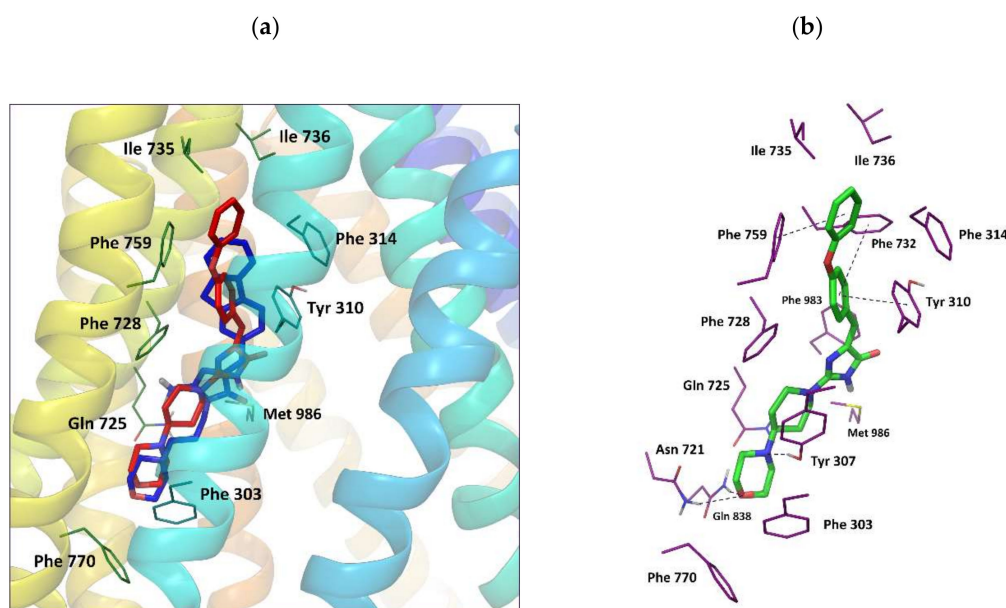 (a)
(b)
Ile 735
Ile 736
Phe 759
Phe 314
Phe 728
Tyr 310
Gln 725
Met 986
Phe 303
Phe 770
Ile 735
Ile 736
Phe 759
Phe 732
Phe 314
Phe 983
Tyr 310
Phe 728
Gln 725
Met 986
Asn 721
Tyr 307
Gln 838
Phe 303
Phe 770